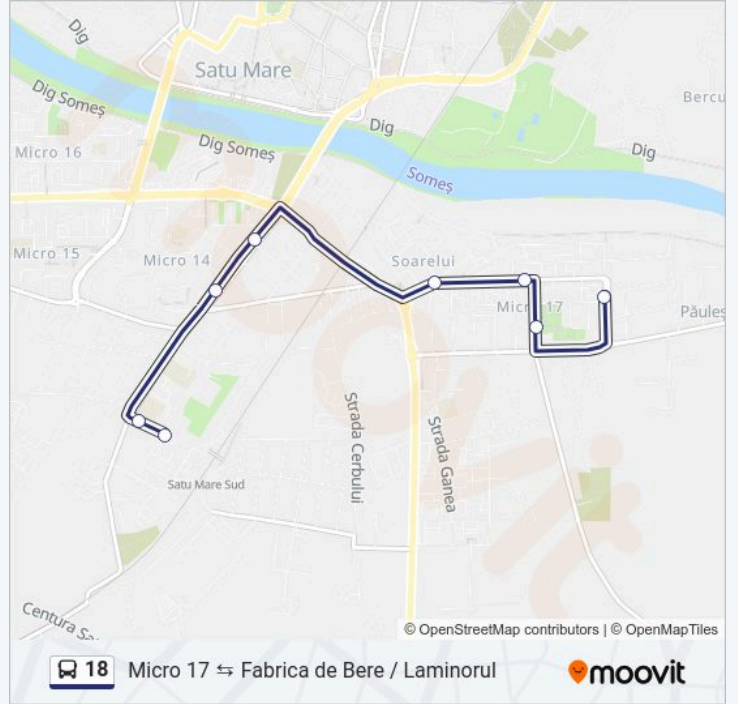 Dig
Satu Mare
Dig Someș
Bercu
Dig
Dig Someș
Micro 16
Dig
Someș
Micro 15
Micro 14
Soarelui
Micro 17
Păuleș
Strada Cerbului
Strada Ganea
Satu Mare Sud
Centura Sa
© OpenStreetMap contributors | © OpenMapTiles
18 Micro 17 ⇆ Fabrica de Bere / Laminorul
moovit